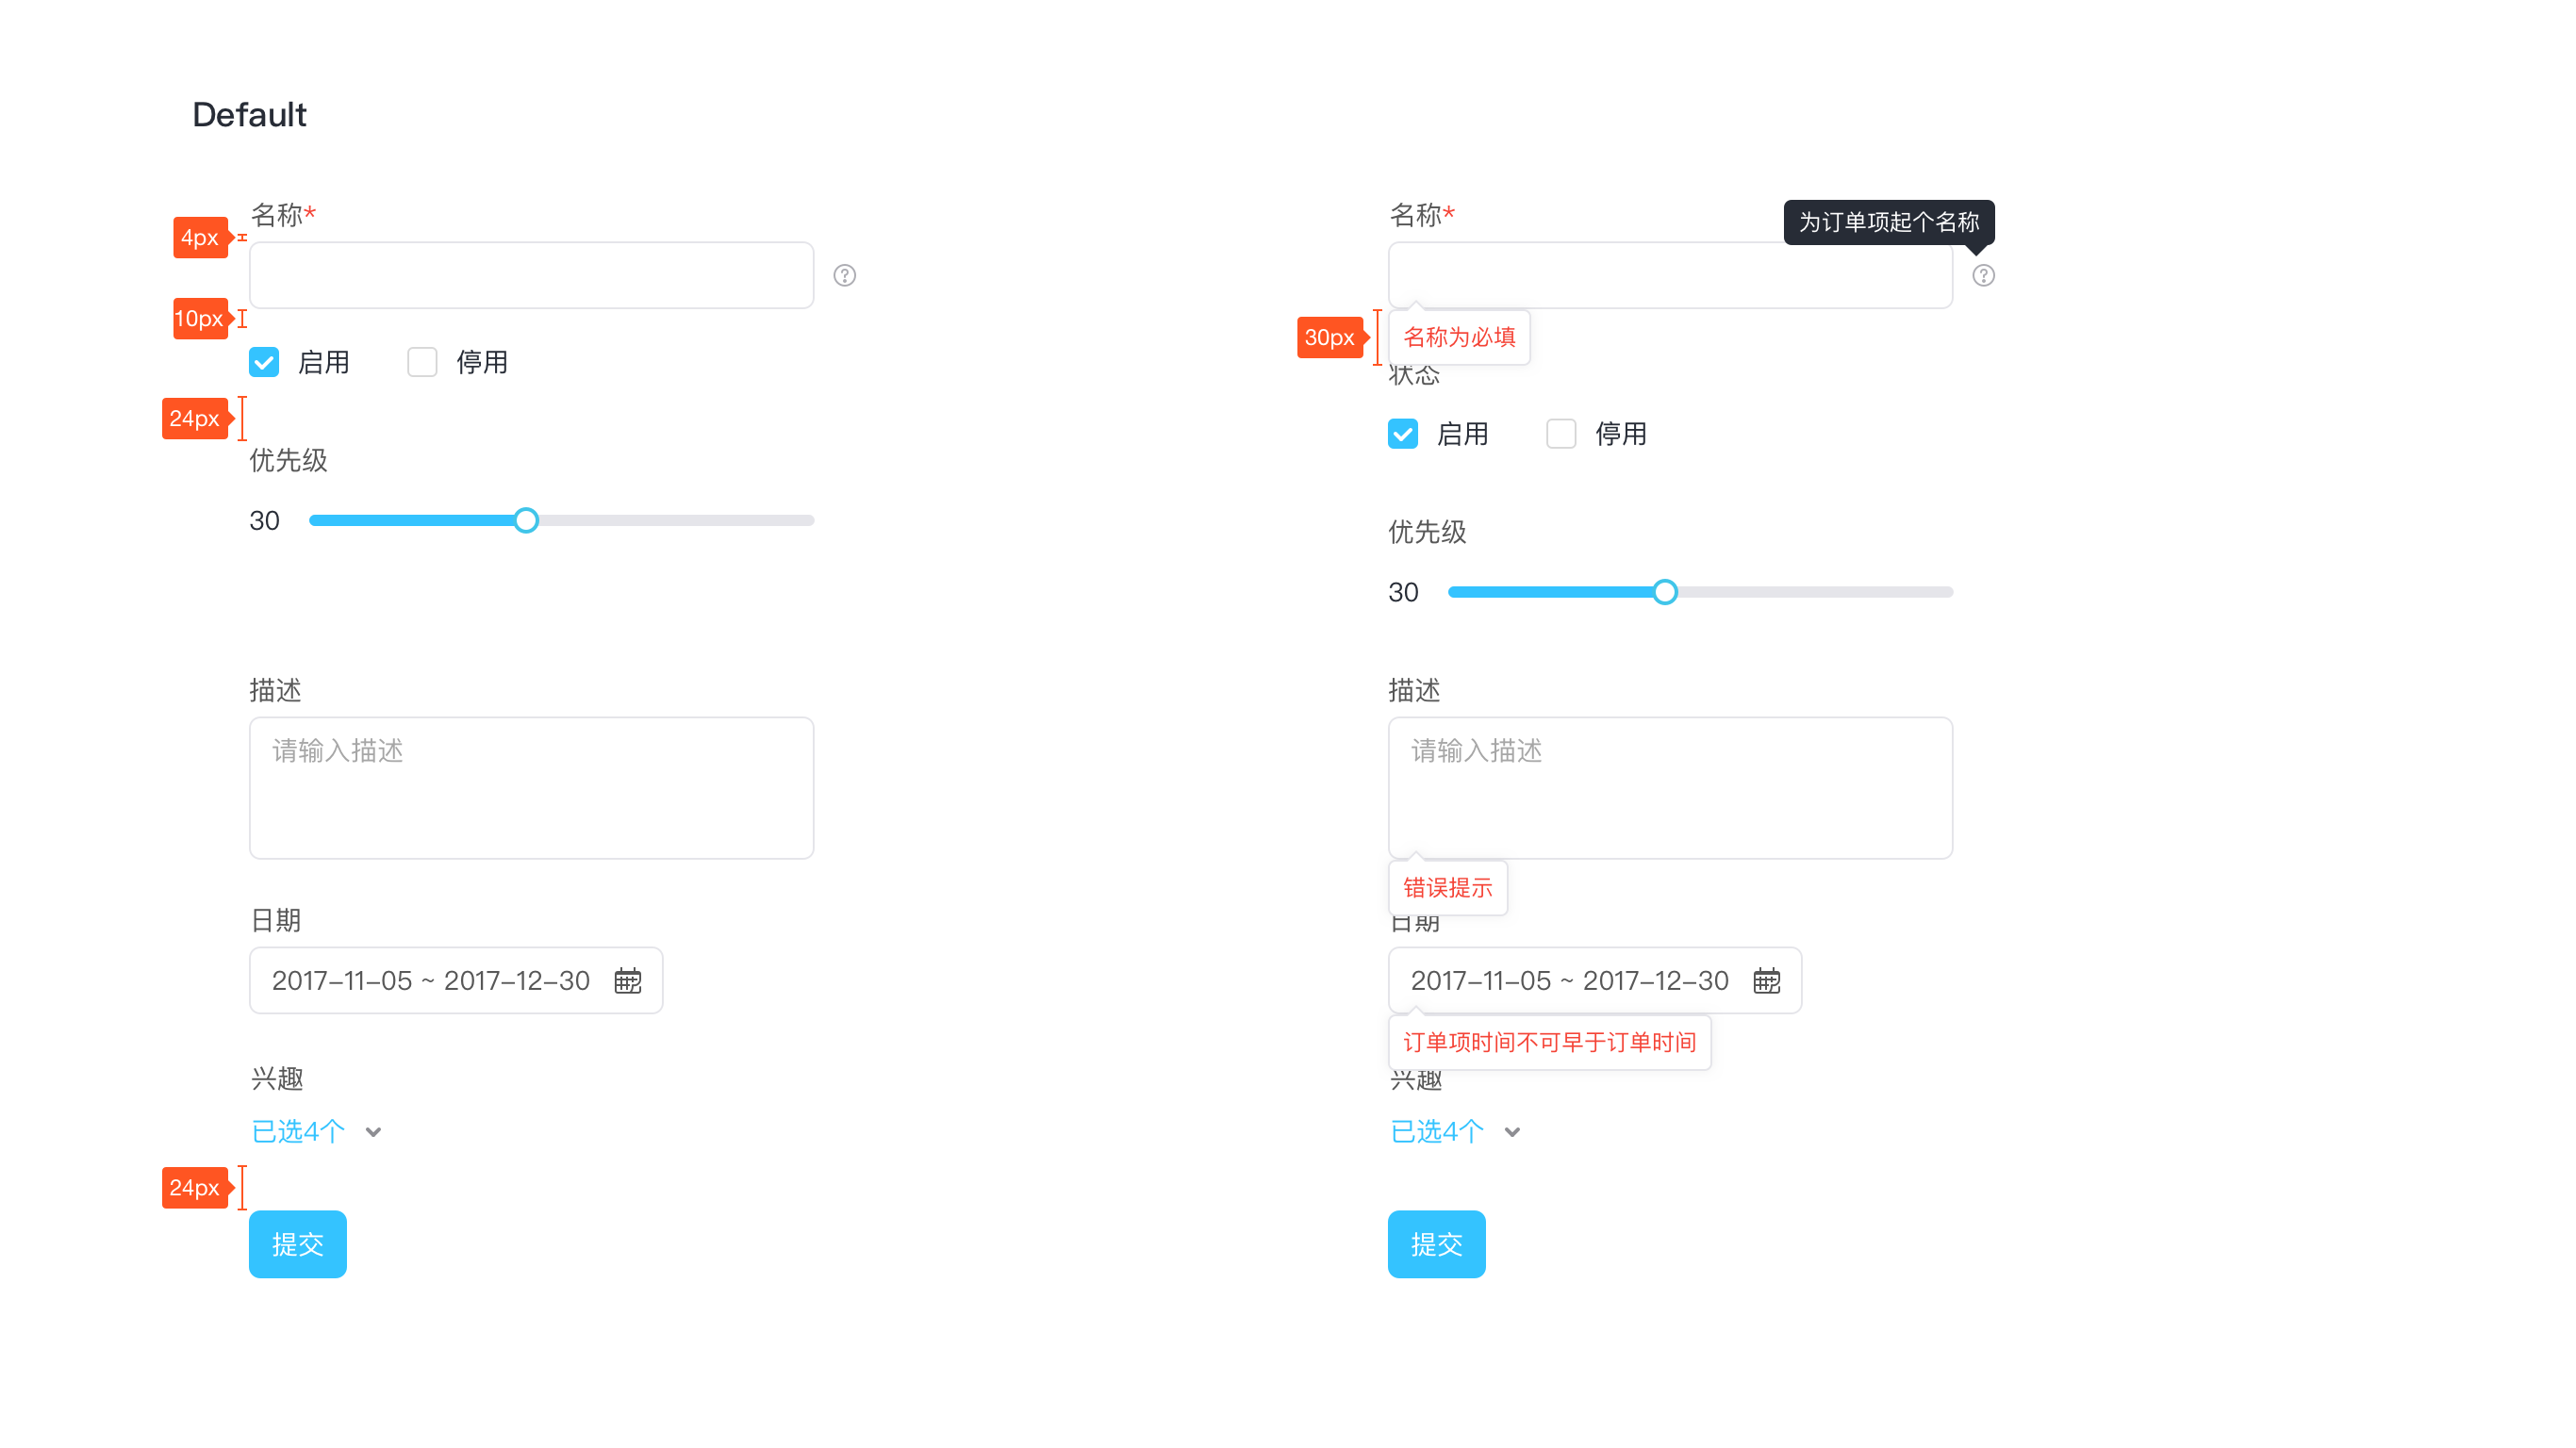 Default
名称*
4px
10px
启用 停用
24px
优先级
30
描述
请输入描述
日期
2017-11-05 ~ 2017-12-30
兴趣
已选4个
24px
提交
名称*
为订单项起个名称
30px
名称为必填
状态
启用 停用
优先级
30
描述
请输入描述
错误提示
日期
2017-11-05 ~ 2017-12-30
订单项时间不可早于订单时间
兴趣
已选4个
提交